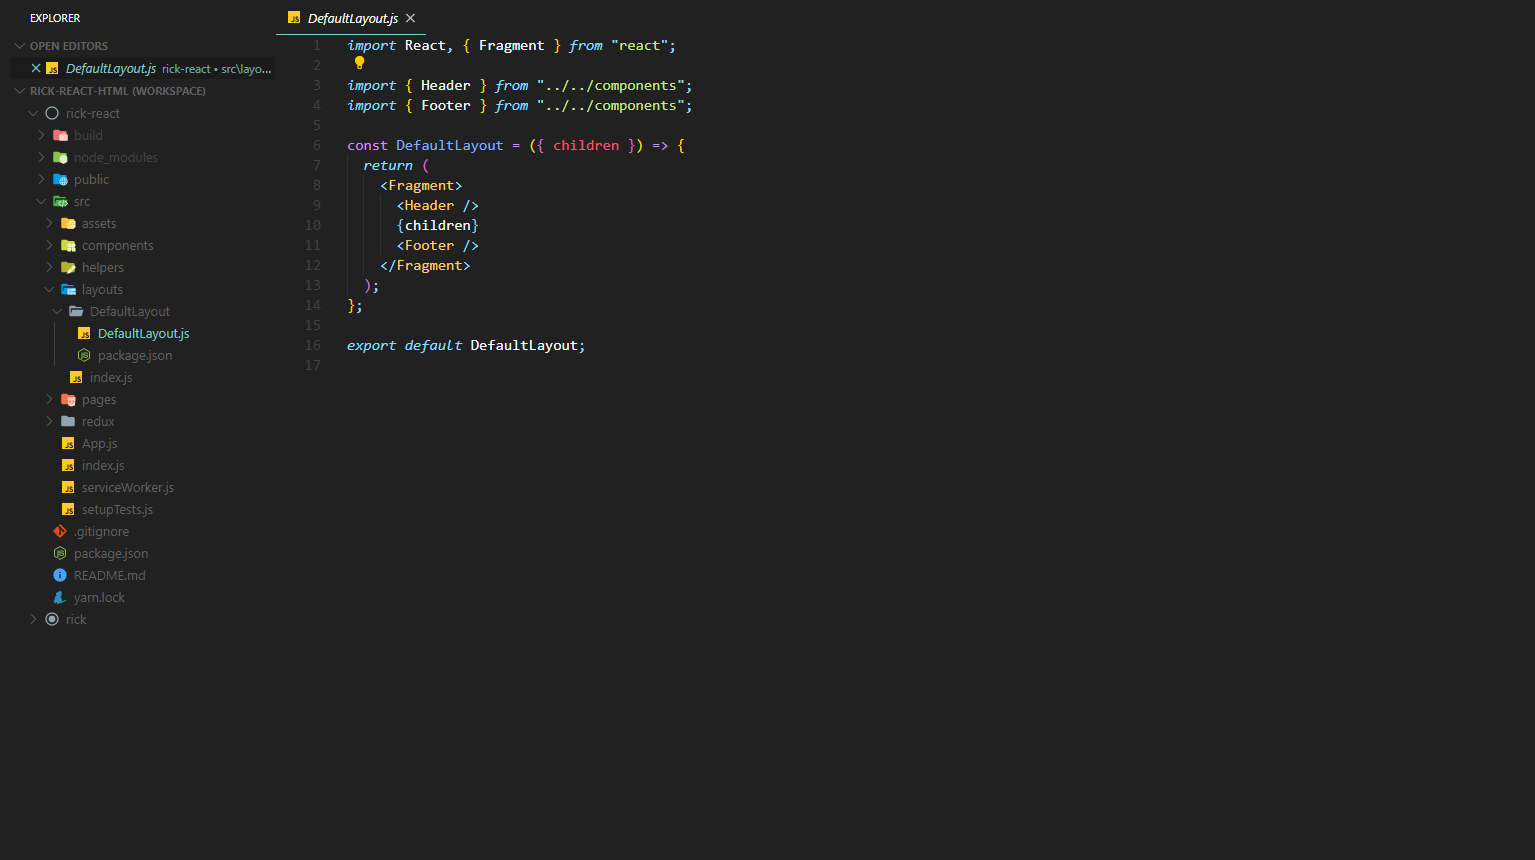 EXPLORER
OPEN EDITORS
DefaultLayout.js rick-react • src\layo...
RICK-REACT-HTML (WORKSPACE)
rick-react
build
node_modules
public
src
assets
components
helpers
layouts
DefaultLayout
DefaultLayout.js
package.json
index.js
pages
redux
App.js
index.js
serviceWorker.js
setupTests.js
.gitignore
package.json
README.md
yarn.lock
rick
DefaultLayout.js
1 import React, { Fragment } from "react";
2
3 import { Header } from "../../components";
4 import { Footer } from "../../components";
5
6 const DefaultLayout = ({ children }) => {
7 return (
8 <Fragment>
9 <Header />
10 {children}
11 <Footer />
12 </Fragment>
13 );
14 };
15
16 export default DefaultLayout;
17